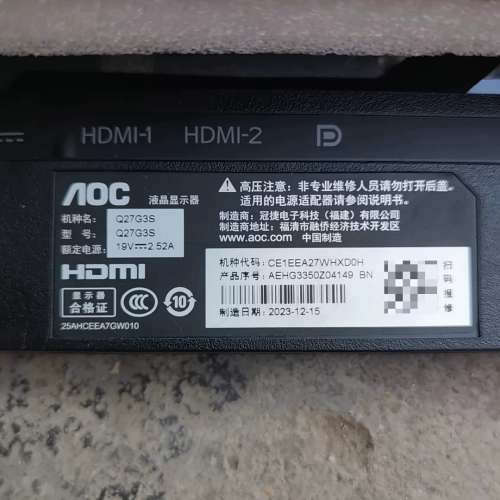 HDMI-1 HDMI-2
AOC 液晶显示器
机种名: Q27G3S
型号: Q27G3S
额定电源: 19V⎓2.52A
HDMI
显示器
合格证
CCC
10
25AHCEEA7GW010
高压注意: 非专业维修人员请勿打开后盖。
适用的电源适配器请参阅说明书。
制造商: 冠捷电子科技（福建）有限公司
地址: 福清市融侨经济技术开发区
www.aoc.com 中国制造
机种代码: CE1EEA27WHXD0H
产品序号: AEHG3350Z04149 BN
制造日期: 2023-12-15
扫码报修